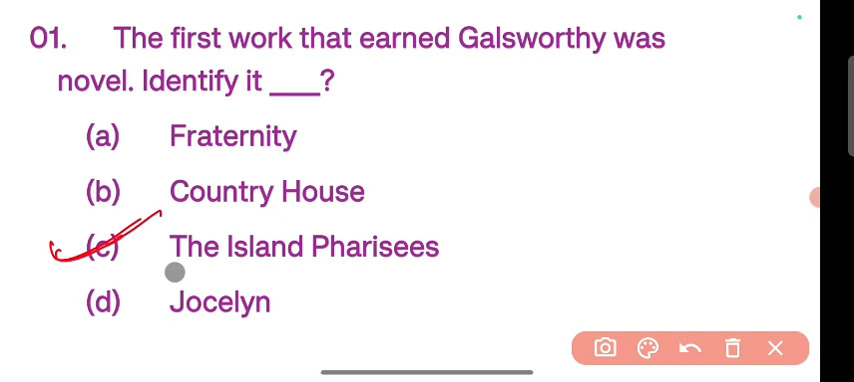 01. The first work that earned Galsworthy was
novel. Identify it ____?
(a) Fraternity
(b) Country House
(c) The Island Pharisees
(d) Jocelyn